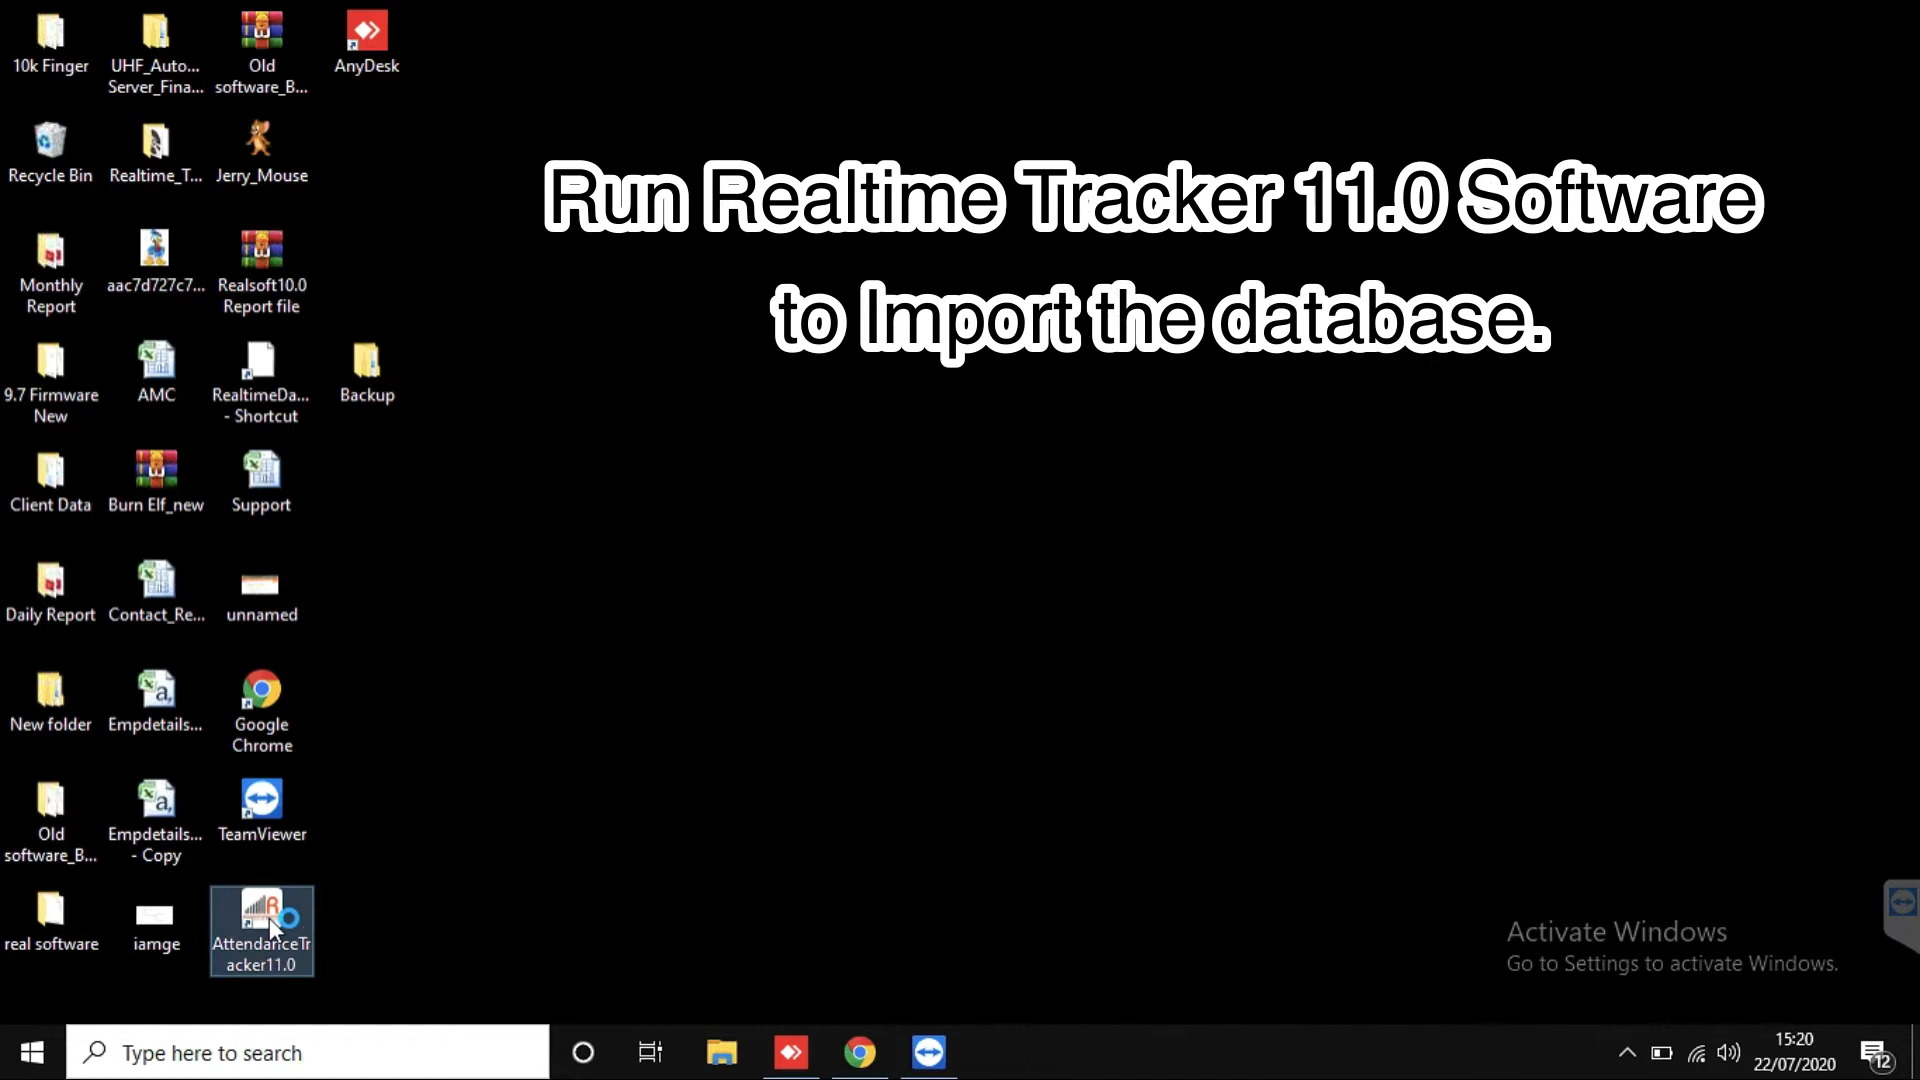 10k Finger
UHF_Auto...
Server_Fina...
Old
software_B...
AnyDesk
Recycle Bin
Realtime_T...
Jerry_Mouse
Run Realtime Tracker 11.0 Software
to Import the database.
Monthly
Report
aac7d727c7...
Realsoft10.0
Report file
9.7 Firmware
New
AMC
RealtimeDa...
- Shortcut
Backup
Client Data
Burn Elf_new
Support
Daily Report
Contact_Re...
unnamed
New folder
Empdetails...
Google
Chrome
Old
software_B...
Empdetails...
- Copy
TeamViewer
real software
iamge
AttendanceTr
acker11.0
Activate Windows
Go to Settings to activate Windows.
Type here to search
15:20
22/07/2020
12